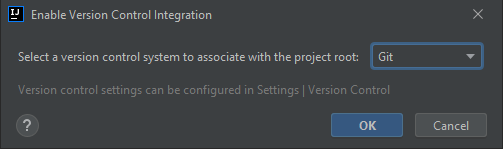 IJ
Enable Version Control Integration
Select a version control system to associate with the project root: Git
Version control settings can be configured in Settings | Version Control
?
OK Cancel